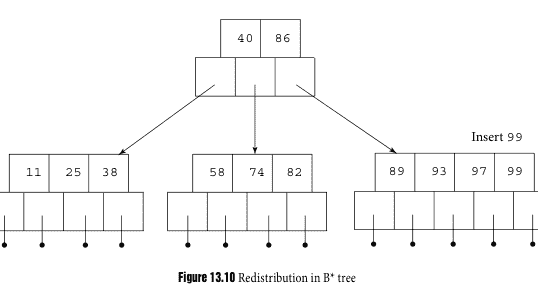 40 86
Insert 99
11 25 38 58 74 82 89 93 97 99
Figure 13.10 Redistribution in B* tree